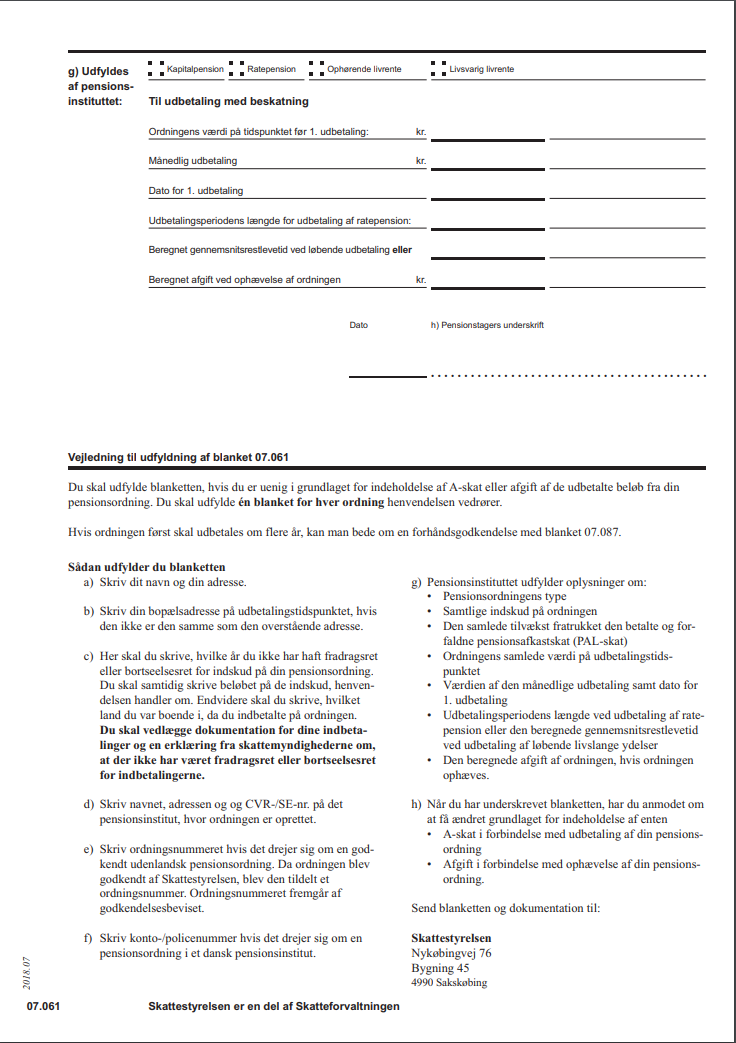 g) Udfyldes
af pensions-
instituttet:
Kapitalpension Ratepension Ophørende livrente Livsvarig livrente
Til udbetaling med beskatning
Ordningens værdi på tidspunktet før 1. udbetaling: kr.
Månedlig udbetaling kr.
Dato for 1. udbetaling
Udbetalingsperiodens længde for udbetaling af ratepension:
Beregnet gennemsnitsrestlevetid ved løbende udbetaling eller
Beregnet afgift ved ophævelse af ordningen kr.
Dato h) Pensionstagers underskrift
Vejledning til udfyldning af blanket 07.061
Du skal udfylde blanketten, hvis du er uenig i grundlaget for indeholdelse af A-skat eller afgift af de udbetalte beløb fra din
pensionsordning. Du skal udfylde én blanket for hver ordning henvendelsen vedrører.
Hvis ordningen først skal udbetales om flere år, kan man bede om en forhåndsgodkendelse med blanket 07.087.
Sådan udfylder du blanketten
a) Skriv dit navn og din adresse.
b) Skriv din bopælsadresse på udbetalingstidspunktet, hvis
den ikke er den samme som den overstående adresse.
c) Her skal du skrive, hvilke år du ikke har haft fradragsret
eller bortseelsesret for indskud på din pensionsordning.
Du skal samtidig skrive beløbet på de indskud, henven-
delsen handler om. Endvidere skal du skrive, hvilket
land du var boende i, da du indbetalte på ordningen.
Du skal vedlægge dokumentation for dine indbeta-
linger og en erklæring fra skattemyndighederne om,
at der ikke har været fradragsret eller bortseelsesret
for indbetalingerne.
d) Skriv navnet, adressen og og CVR-/SE-nr. på det
pensionsinstitut, hvor ordningen er oprettet.
e) Skriv ordningsnummeret hvis det drejer sig om en god-
kendt udenlandsk pensionsordning. Da ordningen blev
godkendt af Skattestyrelsen, blev den tildelt et
ordningsnummer. Ordningsnummeret fremgår af
godkendelsesbeviset.
f) Skriv konto-/policenummer hvis det drejer sig om en
pensionsordning i et dansk pensionsinstitut.
g) Pensionsinstituttet udfylder oplysninger om:
• Pensionsordningens type
• Samtlige indskud på ordningen
• Den samlede tilvækst fratrukket den betalte og for-
faldne pensionsafkastskat (PAL-skat)
• Ordningens samlede værdi på udbetalingstids-
punktet
• Værdien af den månedlige udbetaling samt dato for
1. udbetaling
• Udbetalingsperiodens længde ved udbetaling af rate-
pension eller den beregnede gennemsnitsrestlevetid
ved udbetaling af løbende livslange ydelser
• Den beregnede afgift af ordningen, hvis ordningen
ophæves.
h) Når du har underskrevet blanketten, har du anmodet om
at få ændret grundlaget for indeholdelse af enten
• A-skat i forbindelse med udbetaling af din pensions-
ordning
• Afgift i forbindelse med ophævelse af din pensions-
ordning.
Send blanketten og dokumentation til:
Skattestyrelsen
Nykøbingvej 76
Bygning 45
4990 Sakskøbing
2018.07
07.061 Skattestyrelsen er en del af Skatteforvaltningen